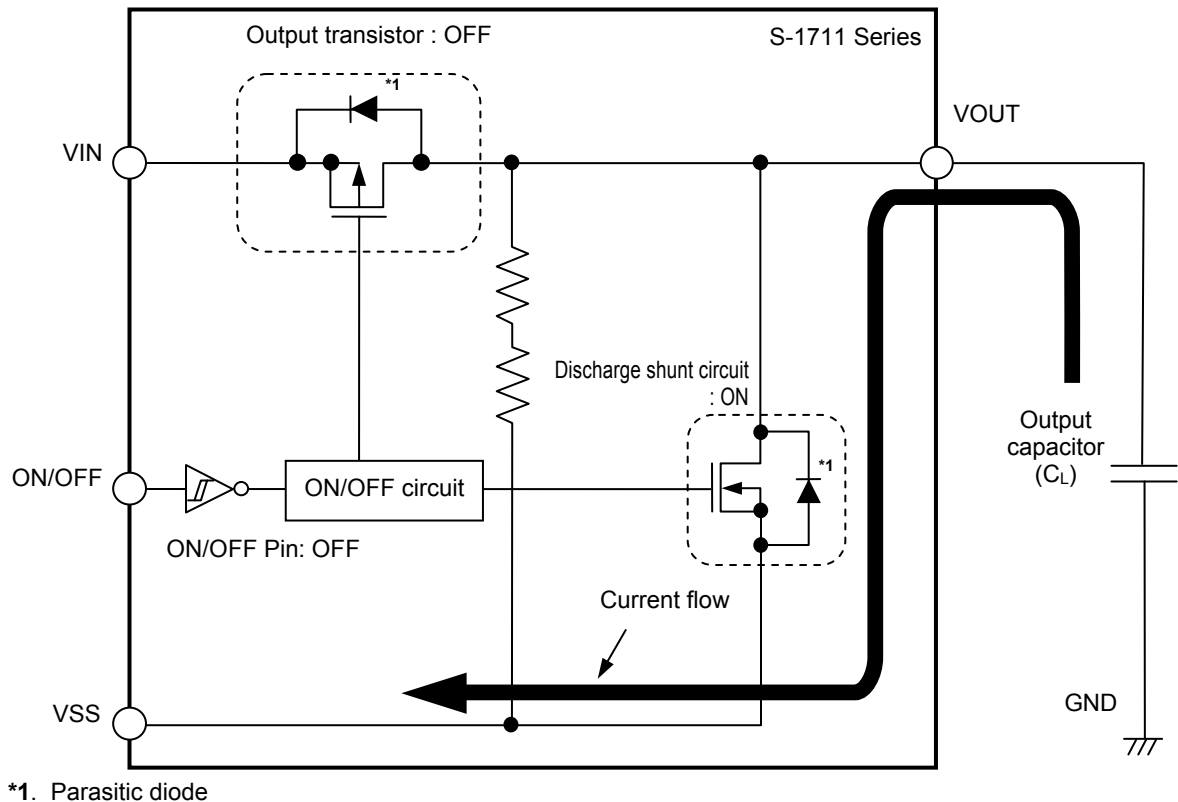 Output transistor : OFF
S-1711 Series
*1
VOUT
VIN
Discharge shunt circuit
: ON
Output
capacitor
(CL)
*1
ON/OFF
ON/OFF circuit
ON/OFF Pin: OFF
Current flow
VSS
GND
*1. Parasitic diode